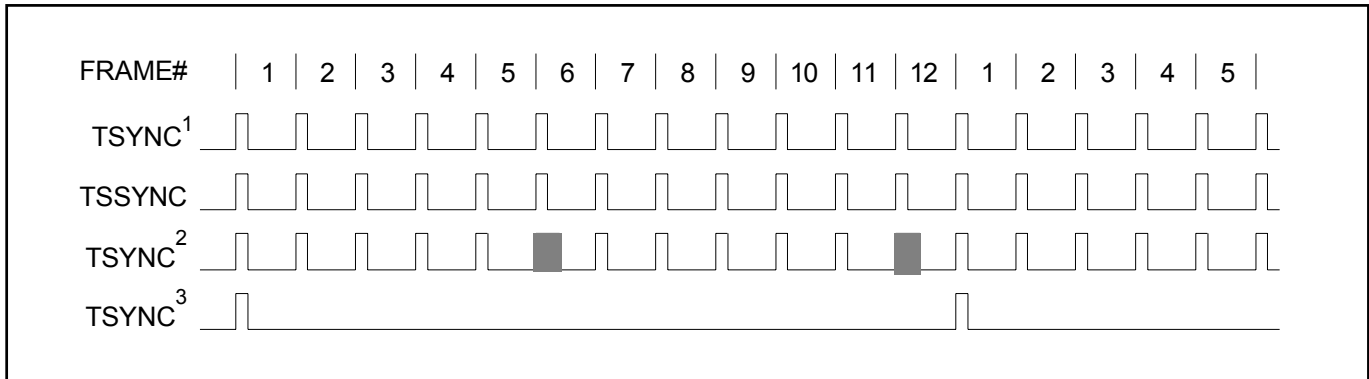 FRAME# 1 2 3 4 5 6 7 8 9 10 11 12 1 2 3 4 5
TSYNC1
TSSYNC
TSYNC2
TSYNC3